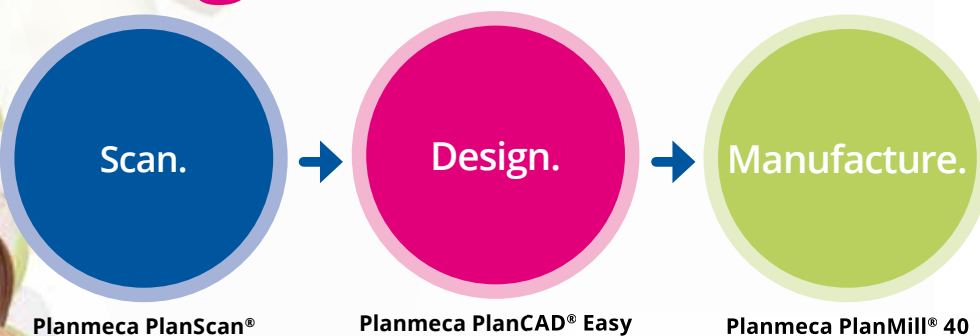 Scan.
Design.
Manufacture.
Planmeca PlanScan®
Planmeca PlanCAD® Easy
Planmeca PlanMill® 40